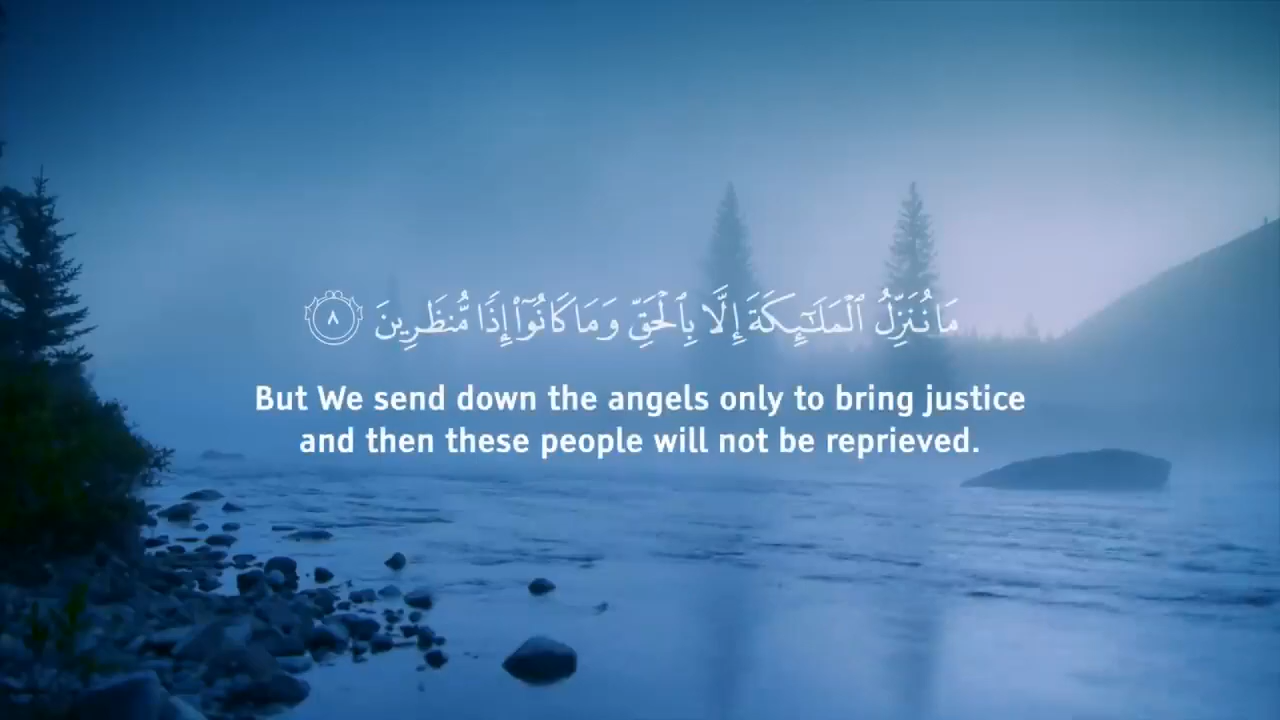 مَا نُنَزِّلُ ٱلْمَلَـٰٓئِكَةَ إِلَّا بِٱلْحَقِّ وَمَا كَانُوٓا۟ إِذًۭا مُّنظَرِينَ ٨
But We send down the angels only to bring justice
and then these people will not be reprieved.